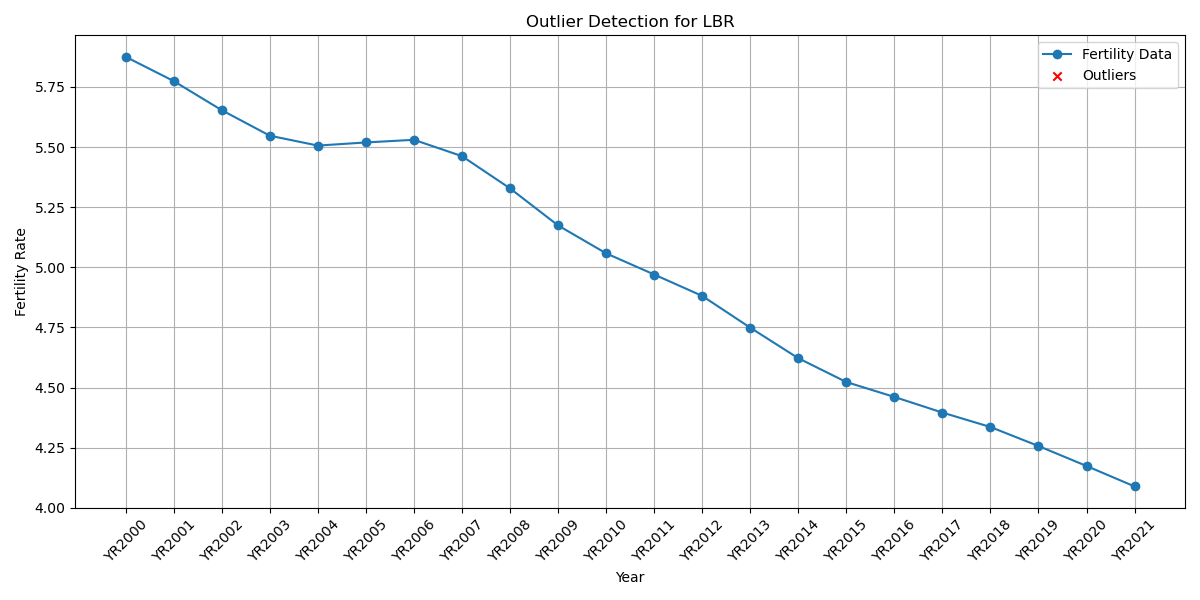 Outlier Detection for LBR
Fertility Data
Outliers
Fertility Rate
5.75
5.50
5.25
5.00
4.75
4.50
4.25
4.00
YR2000
YR2001
YR2002
YR2003
YR2004
YR2005
YR2006
YR2007
YR2008
YR2009
YR2010
YR2011
YR2012
YR2013
YR2014
YR2015
YR2016
YR2017
YR2018
YR2019
YR2020
YR2021
Year